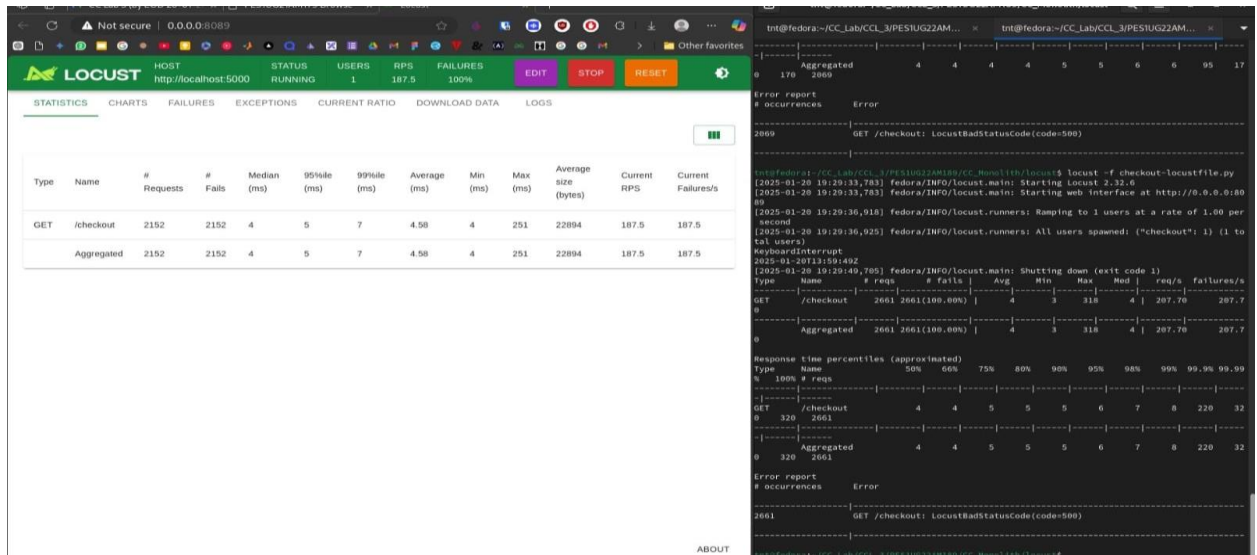 Not secure | 0.0.0.0:8089
Other favorites
LOCUST
HOST
http://localhost:5000
STATUS
RUNNING
USERS
1
RPS
187.5
FAILURES
100%
EDIT
STOP
RESET
STATISTICS CHARTS FAILURES EXCEPTIONS CURRENT RATIO DOWNLOAD DATA LOGS
Type Name # Requests # Fails Median (ms) 95%ile (ms) 99%ile (ms) Average (ms) Min (ms) Max (ms) Average size (bytes) Current RPS Current Failures/s
GET /checkout 2152 2152 4 5 7 4.58 4 251 22894 187.5 187.5
Aggregated 2152 2152 4 5 7 4.58 4 251 22894 187.5 187.5
ABOUT
tnt@fedora:~/CC_Lab/CCL_3/PES1UG22AM... × tnt@fedora:~/CC_Lab/CCL_3/PES1UG22AM... ×
Aggregated 4 4 4 4 5 5 6 6 95 17
0 170 2069
Error report
# occurrences Error
2069 GET /checkout: LocustBadStatusCode(code=500)
tnt@fedora:~/CC_Lab/CCL_3/PES1UG22AM189/CC_Monolith/locust$ locust -f checkout-locustfile.py
[2025-01-20 19:29:33,783] fedora/INFO/locust.main: Starting Locust 2.32.6
[2025-01-20 19:29:33,783] fedora/INFO/locust.main: Starting web interface at http://0.0.0.0:80
89
[2025-01-20 19:29:36,918] fedora/INFO/locust.runners: Ramping to 1 users at a rate of 1.00 per
second
[2025-01-20 19:29:36,925] fedora/INFO/locust.runners: All users spawned: {"checkout": 1} (1 to
tal users)
KeyboardInterrupt
2025-01-20T13:59:49Z
[2025-01-20 19:29:49,705] fedora/INFO/locust.main: Shutting down (exit code 1)
Type Name # reqs # fails | Avg Min Max Med | req/s failures/s
GET /checkout 2661 2661(100.00%) | 4 3 318 4 | 207.70 207.7
0
Aggregated 2661 2661(100.00%) | 4 3 318 4 | 207.70 207.7
0
Response time percentiles (approximated)
Type Name 50% 66% 75% 80% 90% 95% 98% 99% 99.9% 99.99
% 100% # reqs
GET /checkout 4 4 5 5 5 6 7 8 220 32
0 320 2661
Aggregated 4 4 5 5 5 6 7 8 220 32
0 320 2661
Error report
# occurrences Error
2661 GET /checkout: LocustBadStatusCode(code=500)